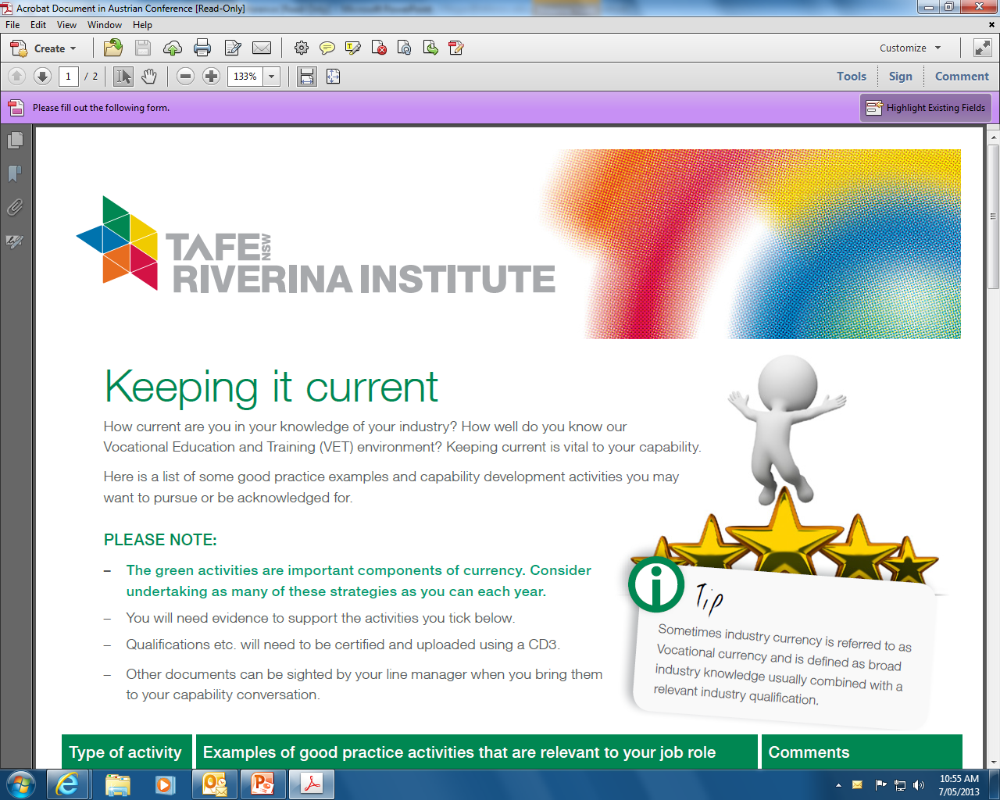 Acrobat Document in Austrian Conference [Read-Only]
File Edit View Window Help
Create
Customize
1 / 2
133%
Tools Sign Comment
Please fill out the following form.
Highlight Existing Fields
TAFE NSW
RIVERINA INSTITUTE
Keeping it current
How current are you in your knowledge of your industry? How well do you know our
Vocational Education and Training (VET) environment? Keeping current is vital to your capability.
Here is a list of some good practice examples and capability development activities you may
want to pursue or be acknowledged for.
PLEASE NOTE:
– The green activities are important components of currency. Consider
undertaking as many of these strategies as you can each year.
– You will need evidence to support the activities you tick below.
– Qualifications etc. will need to be certified and uploaded using a CD3.
– Other documents can be sighted by your line manager when you bring them
to your capability conversation.
i Tip
Sometimes industry currency is referred to as
Vocational currency and is defined as broad
industry knowledge usually combined with a
relevant industry qualification.
Type of activity Examples of good practice activities that are relevant to your job role Comments
10:55 AM
7/05/2013